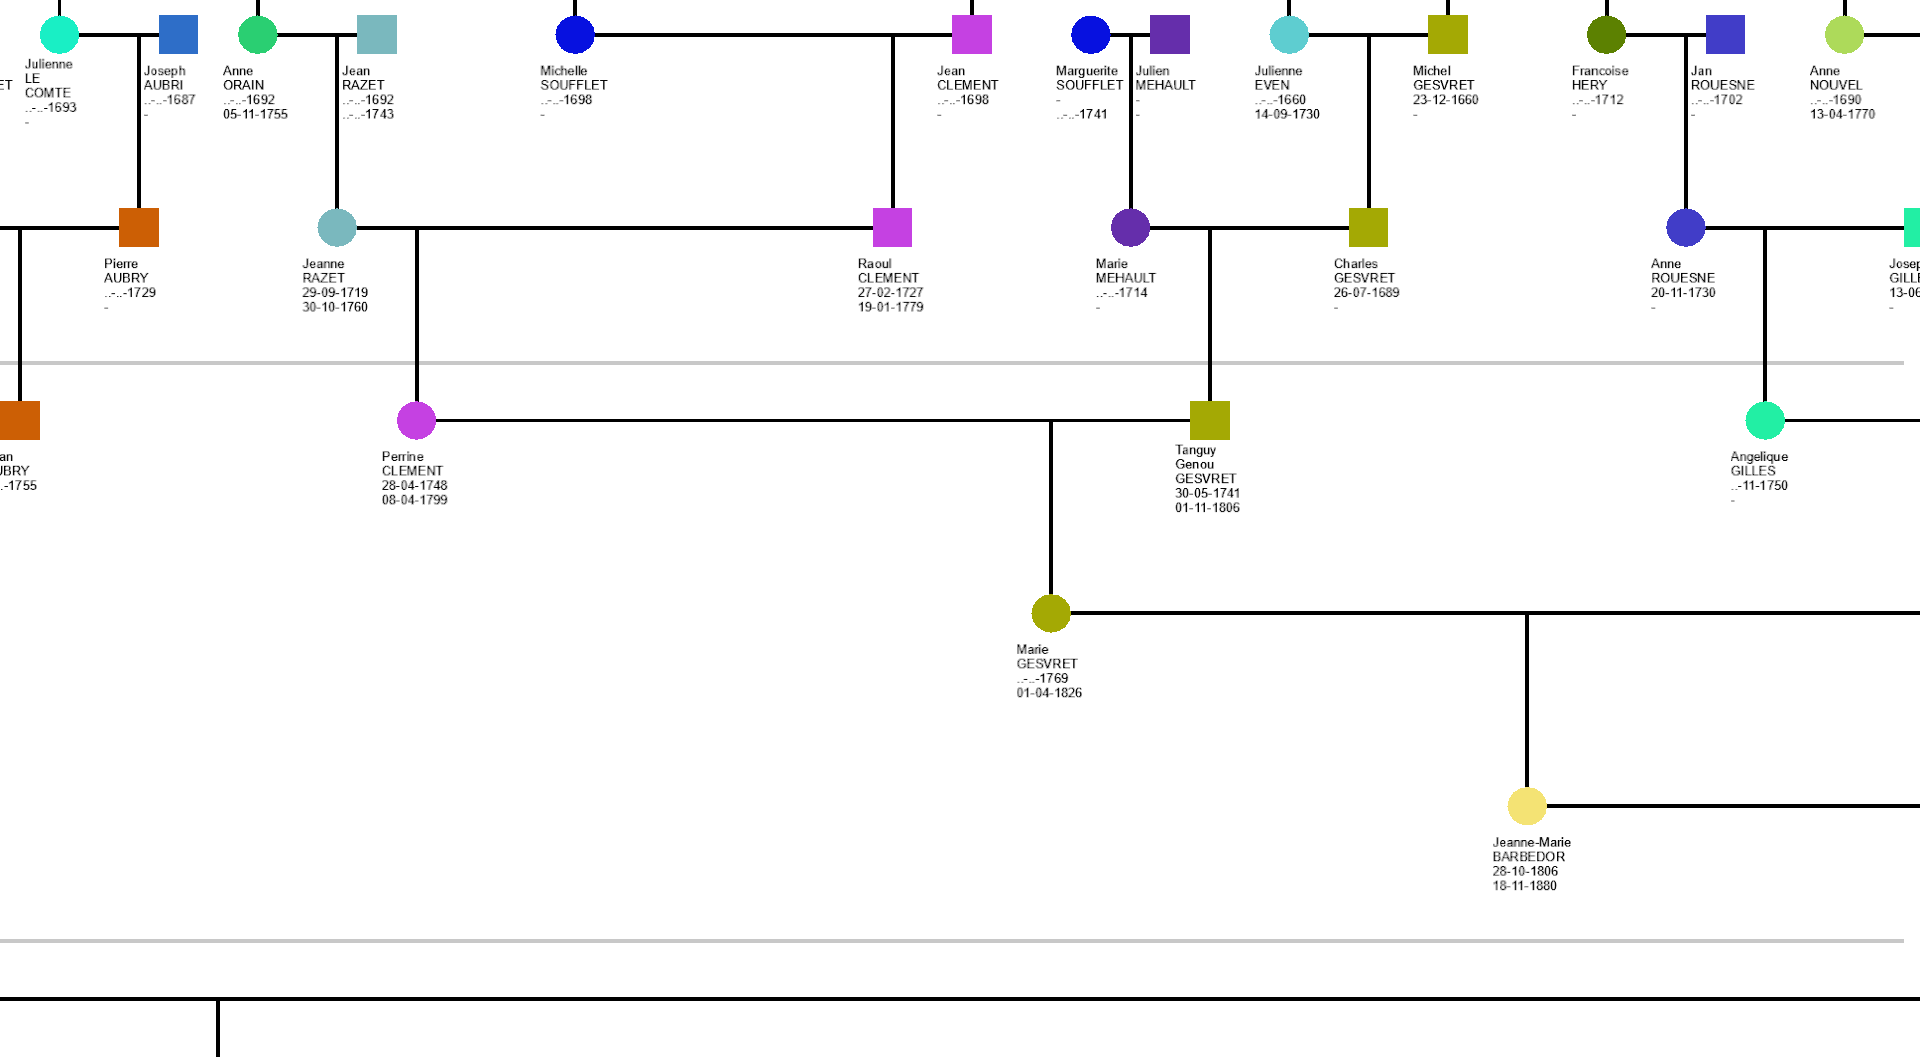 ET
Julienne
LE
COMTE
..-..-1693
-
Joseph
AUBRI
..-..-1687
-
Anne
ORAIN
..-..-1692
05-11-1755
Jean
RAZET
..-..-1692
..-..-1743
Michelle
SOUFFLET
..-..-1698
-
Jean
CLEMENT
..-..-1698
-
Marguerite
SOUFFLET
-
..-..-1741
Julien
MEHAULT
-
-
Julienne
EVEN
..-..-1660
14-09-1730
Michel
GESVRET
23-12-1660
-
Francoise
HERY
..-..-1712
-
Jan
ROUESNE
..-..-1702
-
Anne
NOUVEL
..-..-1690
13-04-1770
Pierre
AUBRY
..-..-1729
-
Jeanne
RAZET
29-09-1719
30-10-1760
Raoul
CLEMENT
27-02-1727
19-01-1779
Marie
MEHAULT
..-..-1714
-
Charles
GESVRET
26-07-1689
-
Anne
ROUESNE
20-11-1730
-
Josep
GILLE
13-06
-
an
UBRY
..-1755
Perrine
CLEMENT
28-04-1748
08-04-1799
Tanguy
Genou
GESVRET
30-05-1741
01-11-1806
Angelique
GILLES
..-11-1750
-
Marie
GESVRET
..-..-1769
01-04-1826
Jeanne-Marie
BARBEDOR
28-10-1806
18-11-1880